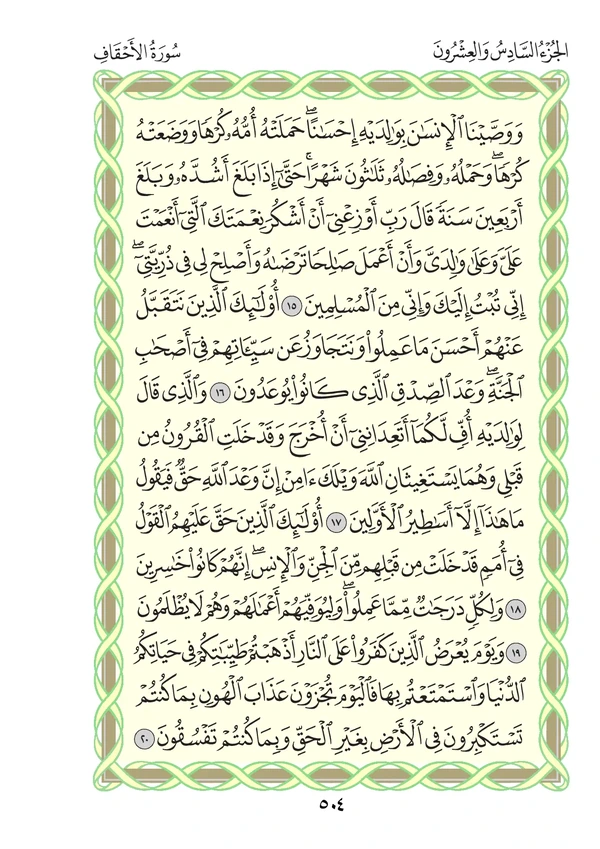 الجُزْءُ السَّادِسُ وَالعِشْرُونَ
سُورَةُ الأَحْقَافِ
وَوَصَّيْنَا ٱلْإِنسَٰنَ بِوَٰلِدَيْهِ إِحْسَٰنًا ۖ حَمَلَتْهُ أُمُّهُۥ كُرْهًا وَوَضَعَتْهُ
كُرْهًا ۖ وَحَمْلُهُۥ وَفِصَٰلُهُۥ ثَلَٰثُونَ شَهْرًا ۚ حَتَّىٰٓ إِذَا بَلَغَ أَشُدَّهُۥ وَبَلَغَ
أَرْبَعِينَ سَنَةً قَالَ رَبِّ أَوْزِعْنِىٓ أَنْ أَشْكُرَ نِعْمَتَكَ ٱلَّتِىٓ أَنْعَمْتَ
عَلَىَّ وَعَلَىٰ وَٰلِدَىَّ وَأَنْ أَعْمَلَ صَٰلِحًا تَرْضَىٰهُ وَأَصْلِحْ لِى فِى ذُرِّيَّتِىٓ ۖ
إِنِّى تُبْتُ إِلَيْكَ وَإِنِّى مِنَ ٱلْمُسْلِمِينَ ١٥ أُو۟لَٰٓئِكَ ٱلَّذِينَ نَتَقَبَّلُ
عَنْهُمْ أَحْسَنَ مَا عَمِلُوا۟ وَنَتَجَاوَزُ عَن سَيِّـَٔاتِهِمْ فِىٓ أَصْحَٰبِ
ٱلْجَنَّةِ ۖ وَعْدَ ٱلصِّدْقِ ٱلَّذِى كَانُوا۟ يُوعَدُونَ ١٦ وَٱلَّذِى قَالَ
لِوَٰلِدَيْهِ أُفٍّ لَّكُمَآ أَتَعِدَانِنِىٓ أَنْ أُخْرَجَ وَقَدْ خَلَتِ ٱلْقُرُونُ مِن
قَبْلِى وَهُمَا يَسْتَغِيثَانِ ٱللَّهَ وَيْلَكَ ءَامِنْ إِنَّ وَعْدَ ٱللَّهِ حَقٌّ فَيَقُولُ
مَا هَٰذَآ إِلَّآ أَسَٰطِيرُ ٱلْأَوَّلِينَ ١٧ أُو۟لَٰٓئِكَ ٱلَّذِينَ حَقَّ عَلَيْهِمُ ٱلْقَوْلُ
فِىٓ أُمَمٍ قَدْ خَلَتْ مِن قَبْلِهِم مِّنَ ٱلْجِنِّ وَٱلْإِنسِ ۖ إِنَّهُمْ كَانُوا۟ خَٰسِرِينَ
١٨ وَلِكُلٍّ دَرَجَٰتٌ مِّمَّا عَمِلُوا۟ ۖ وَلِيُوَفِّيَهُمْ أَعْمَٰلَهُمْ وَهُمْ لَا يُظْلَمُونَ
١٩ وَيَوْمَ يُعْرَضُ ٱلَّذِينَ كَفَرُوا۟ عَلَى ٱلنَّارِ أَذْهَبْتُمْ طَيِّبَٰتِكُمْ فِى حَيَاتِكُمُ
ٱلدُّنْيَا وَٱسْتَمْتَعْتُم بِهَا فَٱلْيَوْمَ تُجْزَوْنَ عَذَابَ ٱلْهُونِ بِمَا كُنتُمْ
تَسْتَكْبِرُونَ فِى ٱلْأَرْضِ بِغَيْرِ ٱلْحَقِّ وَبِمَا كُنتُمْ تَفْسُقُونَ ٢٠
٥٠٤